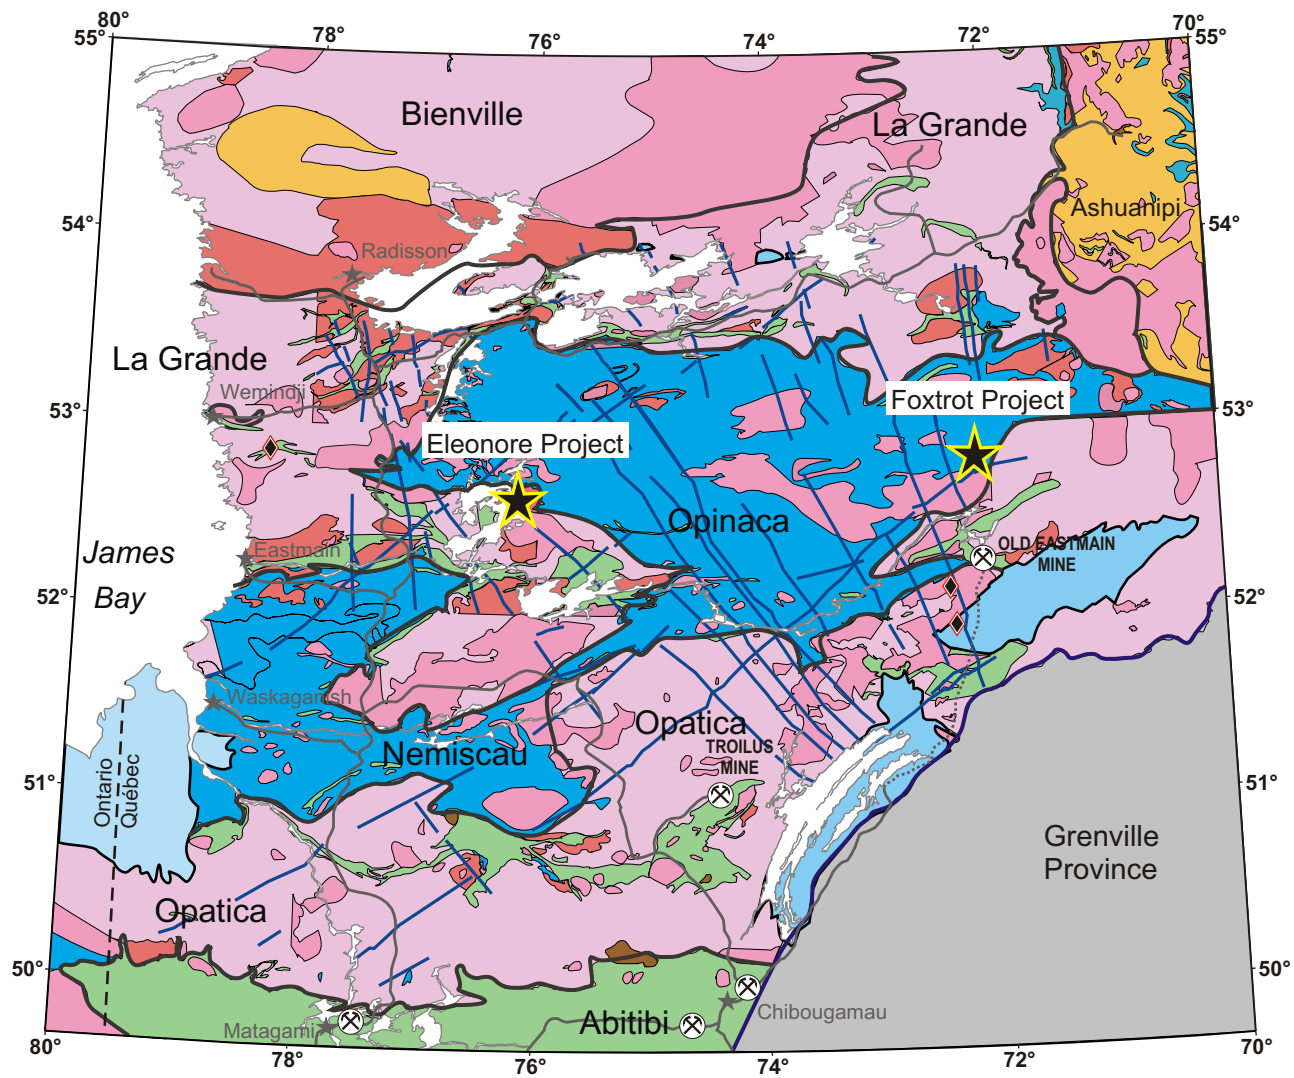 80°
78°
76°
74°
72°
70°
55°
55°
Bienville
La Grande
Ashuanipi
54°
54°
Radisson
La Grande
Wemindji
53°
53°
Foxtrot Project
Eleonore Project
Opinaca
OLD EASTMAIN
MINE
James
Bay
Eastmain
52°
52°
Waskaganish
Opatica
Nemiscau
TROILUS
MINE
51°
51°
Ontario
Québec
Grenville
Province
Opatica
50°
50°
Abitibi
Chibougamau
Matagami
80°
78°
76°
74°
72°
70°